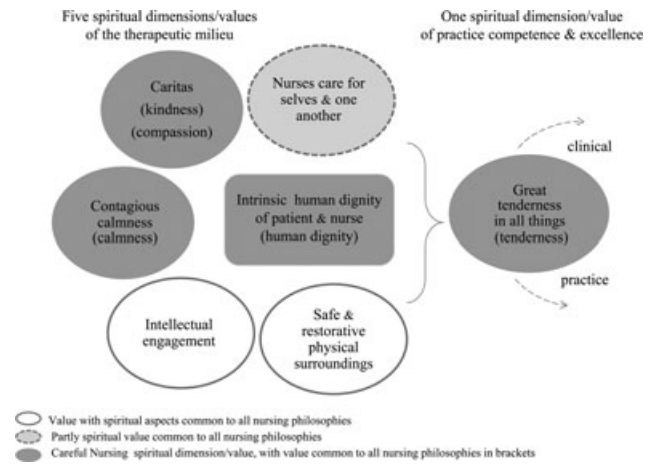 Five spiritual dimensions/values
of the therapeutic milieu
One spiritual dimension/value
of practice competence & excellence
Caritas
(kindness)
(compassion)
Nurses care for
selves & one
another
Contagious
calmness
(calmness)
Intrinsic human dignity
of patient & nurse
(human dignity)
Intellectual
engagement
Safe &
restorative
physical
surroundings
clinical
Great
tenderness
in all things
(tenderness)
practice
Value with spiritual aspects common to all nursing philosophies
Partly spiritual value common to all nursing philosophies
Careful Nursing spiritual dimension/value, with value common to all nursing philosophies in brackets